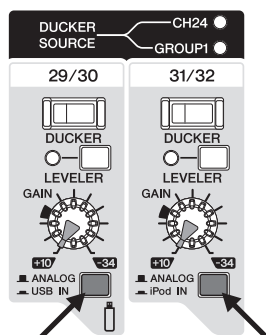 DUCKER SOURCE
CH24
GROUP1
29/30
31/32
DUCKER
DUCKER
LEVELER
LEVELER
GAIN
GAIN
+10
-34
+10
-34
ANALOG
USB IN
ANALOG
iPod IN